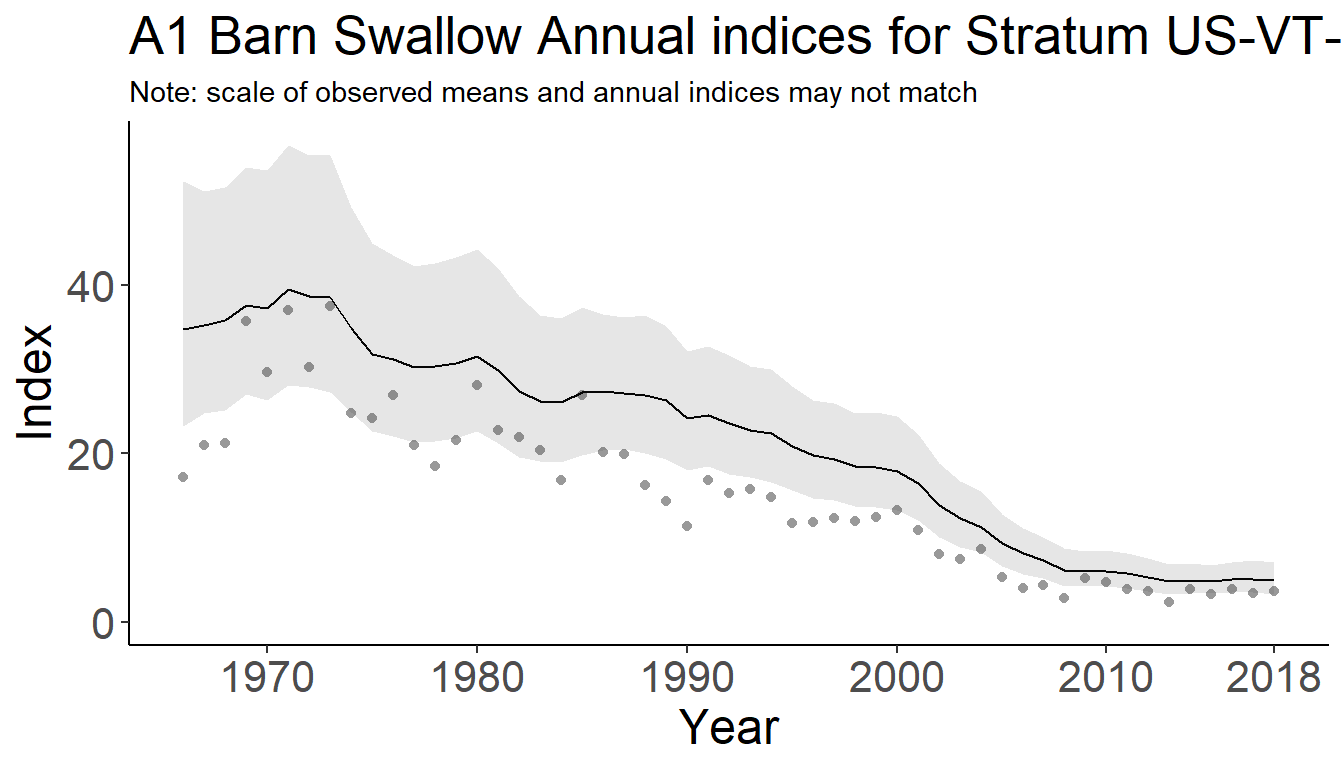 A1 Barn Swallow Annual indices for Stratum US-VT-
Note: scale of observed means and annual indices may not match
Index
40
20
0
1970 1980 1990 2000 2010 2018
Year